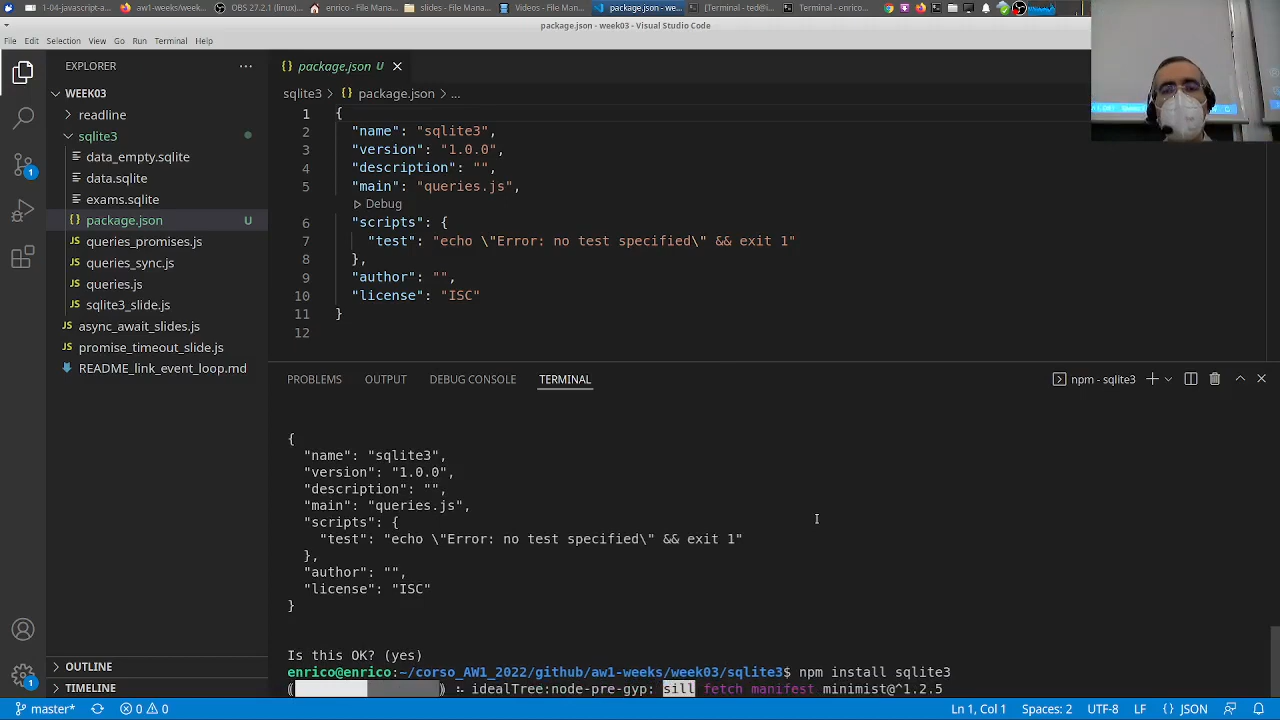 1-04-javascript-a...
aw1-weeks/week...
OBS 27.2.1 (linux)...
enrico - File Mana...
slides - File Mana...
Videos - File Man...
package.json - we...
[Terminal - ted@i...
Terminal - enrico...
package.json - week03 - Visual Studio Code
File Edit Selection View Go Run Terminal Help
EXPLORER
WEEK03
readline
sqlite3
data_empty.sqlite
data.sqlite
exams.sqlite
package.json U
queries_promises.js
queries_sync.js
queries.js
sqlite3_slide.js
async_await_slides.js
promise_timeout_slide.js
README_link_event_loop.md
OUTLINE
TIMELINE
1
1
package.json U
sqlite3 > package.json > ...
1 {
2 "name": "sqlite3",
3 "version": "1.0.0",
4 "description": "",
5 "main": "queries.js",
Debug
6 "scripts": {
7 "test": "echo \"Error: no test specified\" && exit 1"
8 },
9 "author": "",
10 "license": "ISC"
11 }
12
PROBLEMS OUTPUT DEBUG CONSOLE TERMINAL
npm - sqlite3
{
"name": "sqlite3",
"version": "1.0.0",
"description": "",
"main": "queries.js",
"scripts": {
"test": "echo \"Error: no test specified\" && exit 1"
},
"author": "",
"license": "ISC"
}
Is this OK? (yes)
enrico@enrico:~/corso_AW1_2022/github/aw1-weeks/week03/sqlite3$ npm install sqlite3
idealTree:node-pre-gyp: sill fetch manifest minimist@^1.2.5
master* 0 0 Ln 1, Col 1 Spaces: 2 UTF-8 LF {} JSON